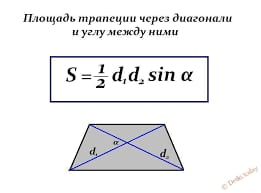 Площадь трапеции через диагонали
и углу между ними
S = 1/2 d₁d₂ sin α
α
d₁
d₂